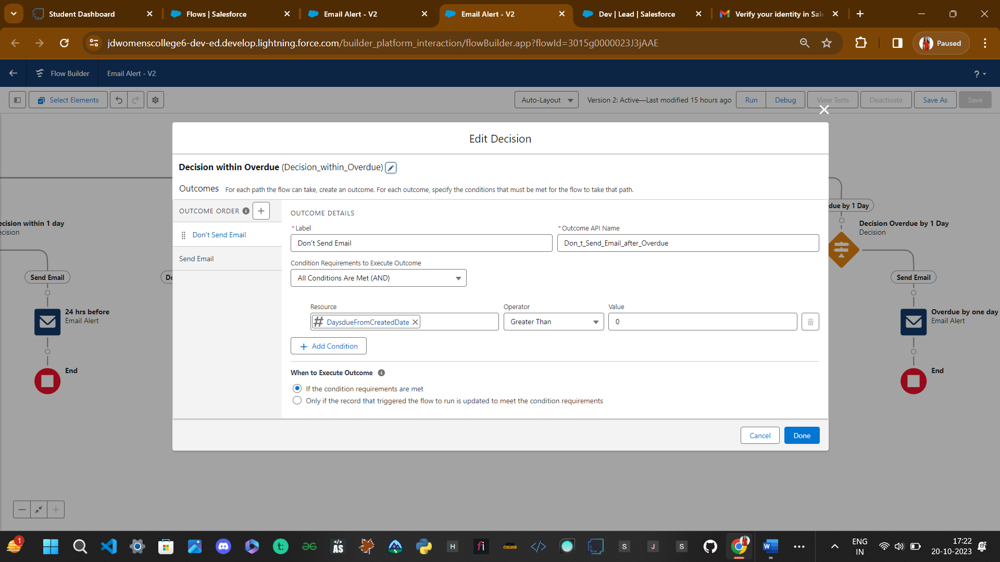 Student Dashboard
Flows | Salesforce
Email Alert - V2
Email Alert - V2
Dev | Lead | Salesforce
Verify your identity in Sale
jdwomenscollege6-dev-ed.develop.lightning.force.com/builder_platform_interaction/flowBuilder.app?flowId=3015g0000023J3jAAE
Paused
Flow Builder
Email Alert - V2
?
Select Elements
Auto-Layout
Version 2: Active—Last modified 15 hours ago
Run
Debug
View Tests
Deactivate
Save As
Save
Edit Decision
Decision within Overdue (Decision_within_Overdue)
Outcomes
For each path the flow can take, create an outcome. For each outcome, specify the conditions that must be met for the flow to take that path.
OUTCOME ORDER
Don't Send Email
Send Email
OUTCOME DETAILS
* Label
Don't Send Email
* Outcome API Name
Don_t_Send_Email_after_Overdue
Condition Requirements to Execute Outcome
All Conditions Are Met (AND)
Resource
DaysdueFromCreatedDate
Operator
Greater Than
Value
0
Add Condition
When to Execute Outcome
If the condition requirements are met
Only if the record that triggered the flow to run is updated to meet the condition requirements
Cancel
Done
ecision within 1 day
ecision
Send Email
Do
24 hrs before
Email Alert
End
due by 1 Day
Decision Overdue by 1 Day
Decision
Send Email
Overdue by one day
Email Alert
End
1
t:
AS
H
fi
COLLEGE
S
J
S
W
ENG
IN
17:22
20-10-2023